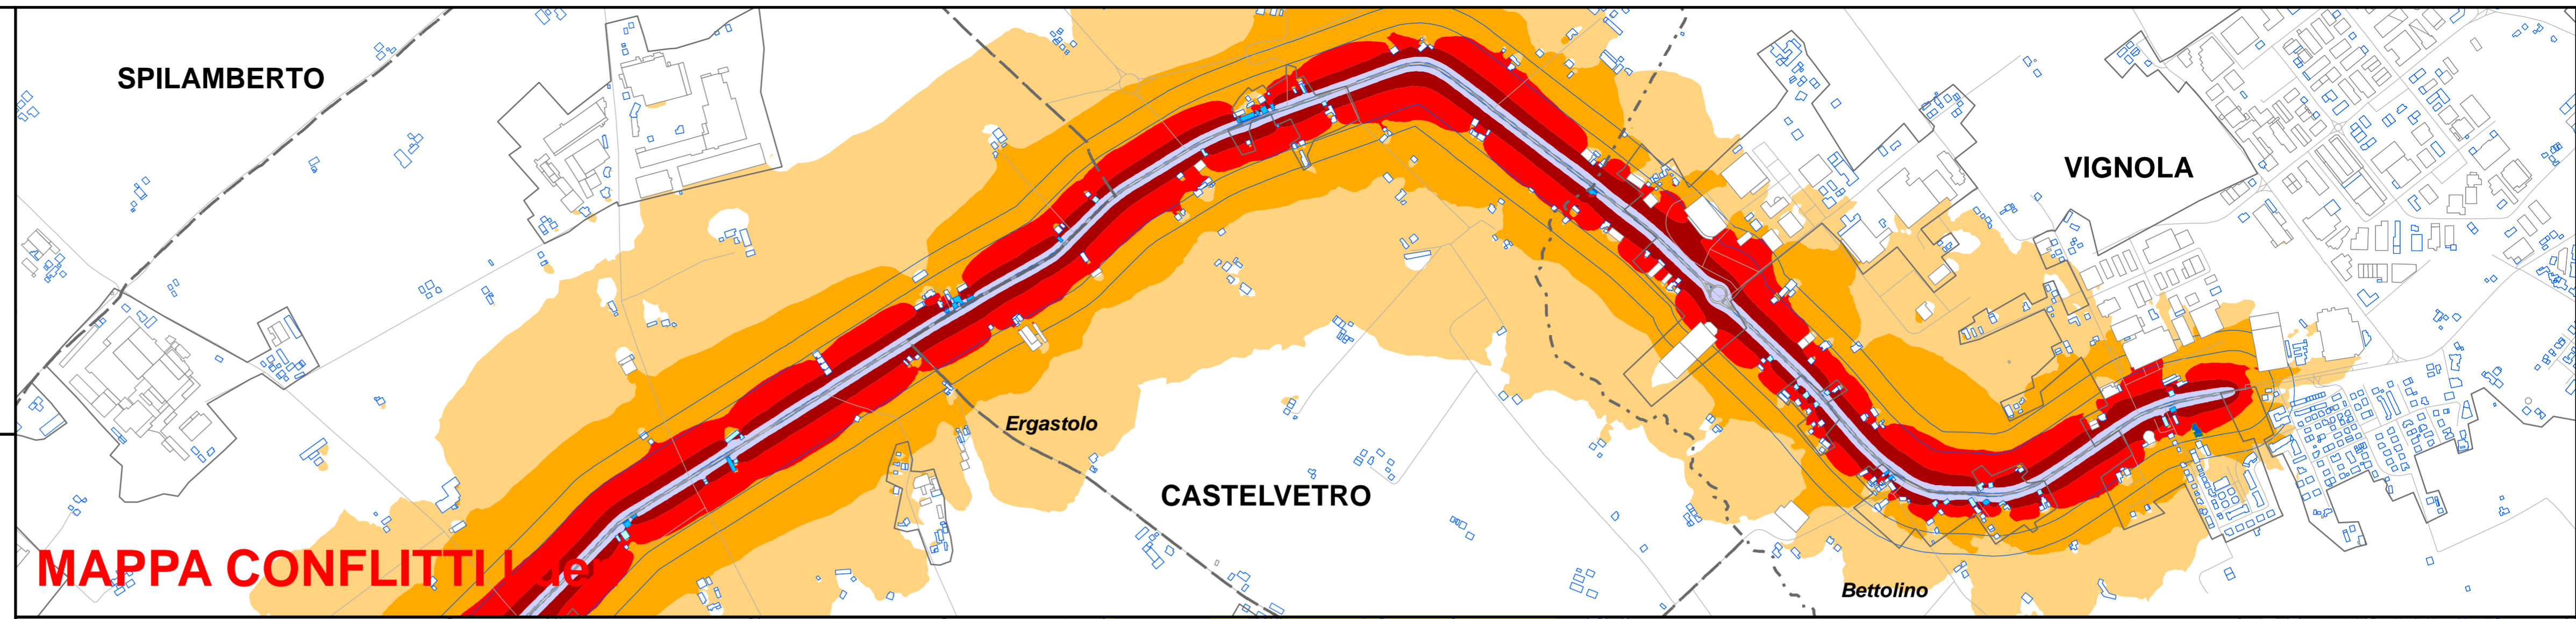 SPILAMBERTO
VIGNOLA
Ergastolo
CASTELVETRO
MAPPA CONFLITTI
Bettolino